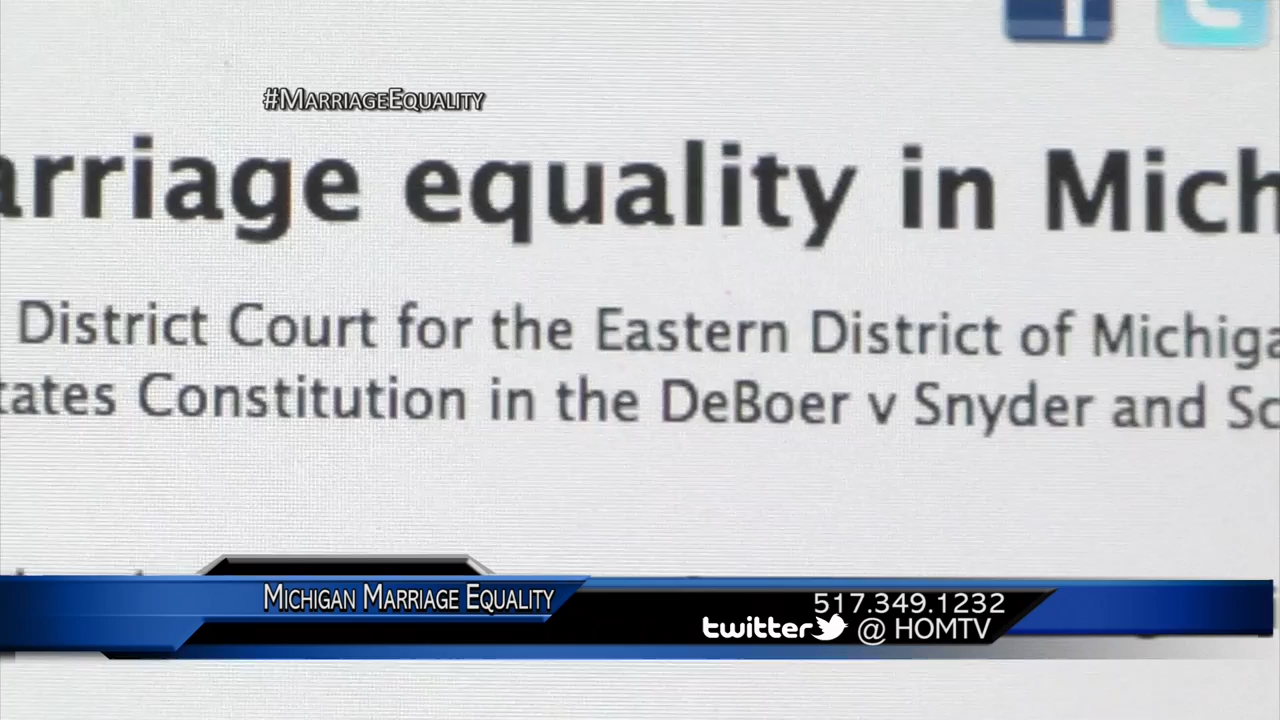 #MarriageEquality
arriage equality in Mich
District Court for the Eastern District of Michiga
tates Constitution in the DeBoer v Snyder and Sc
Michigan Marriage Equality
517.349.1232
twitter @ HOMTV